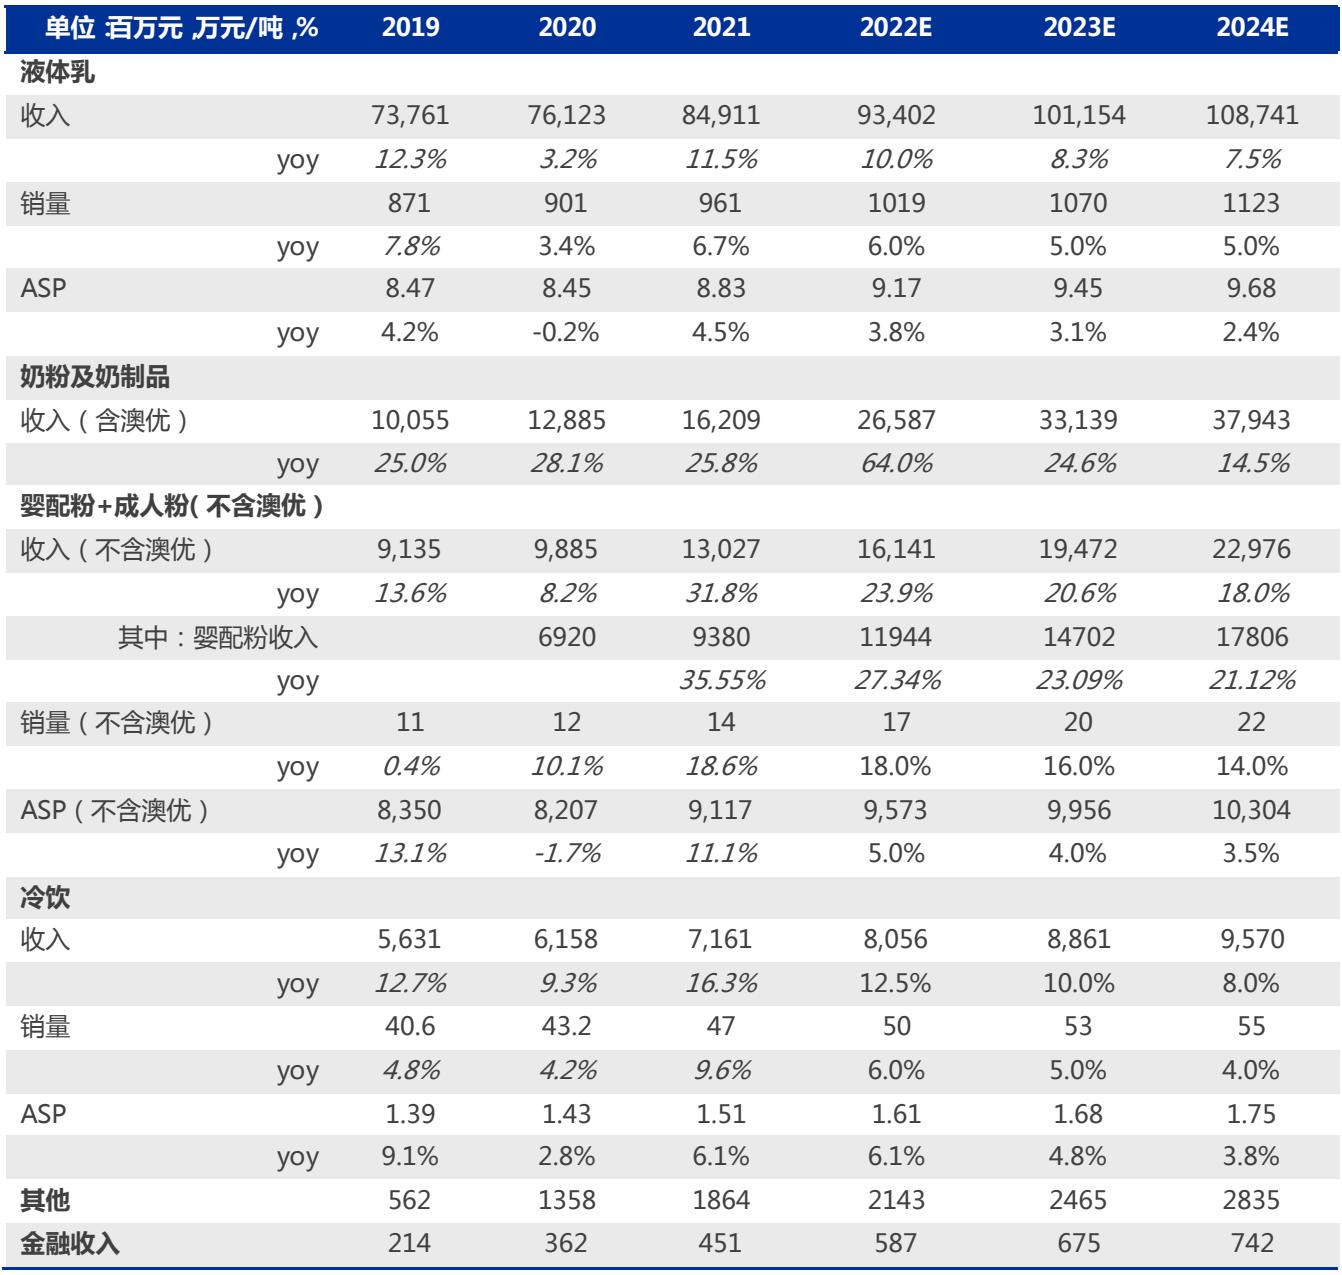 单位：百万元，万元/吨，% 2019 2020 2021 2022E 2023E 2024E
液体乳
收入 73,761 76,123 84,911 93,402 101,154 108,741
yoy 12.3% 3.2% 11.5% 10.0% 8.3% 7.5%
销量 871 901 961 1019 1070 1123
yoy 7.8% 3.4% 6.7% 6.0% 5.0% 5.0%
ASP 8.47 8.45 8.83 9.17 9.45 9.68
yoy 4.2% -0.2% 4.5% 3.8% 3.1% 2.4%
奶粉及奶制品
收入（含澳优） 10,055 12,885 16,209 26,587 33,139 37,943
yoy 25.0% 28.1% 25.8% 64.0% 24.6% 14.5%
婴配粉+成人粉（不含澳优）
收入（不含澳优） 9,135 9,885 13,027 16,141 19,472 22,976
yoy 13.6% 8.2% 31.8% 23.9% 20.6% 18.0%
其中：婴配粉收入 6920 9380 11944 14702 17806
yoy 35.55% 27.34% 23.09% 21.12%
销量（不含澳优） 11 12 14 17 20 22
yoy 0.4% 10.1% 18.6% 18.0% 16.0% 14.0%
ASP（不含澳优） 8,350 8,207 9,117 9,573 9,956 10,304
yoy 13.1% -1.7% 11.1% 5.0% 4.0% 3.5%
冷饮
收入 5,631 6,158 7,161 8,056 8,861 9,570
yoy 12.7% 9.3% 16.3% 12.5% 10.0% 8.0%
销量 40.6 43.2 47 50 53 55
yoy 4.8% 4.2% 9.6% 6.0% 5.0% 4.0%
ASP 1.39 1.43 1.51 1.61 1.68 1.75
yoy 9.1% 2.8% 6.1% 6.1% 4.8% 3.8%
其他 562 1358 1864 2143 2465 2835
金融收入 214 362 451 587 675 742